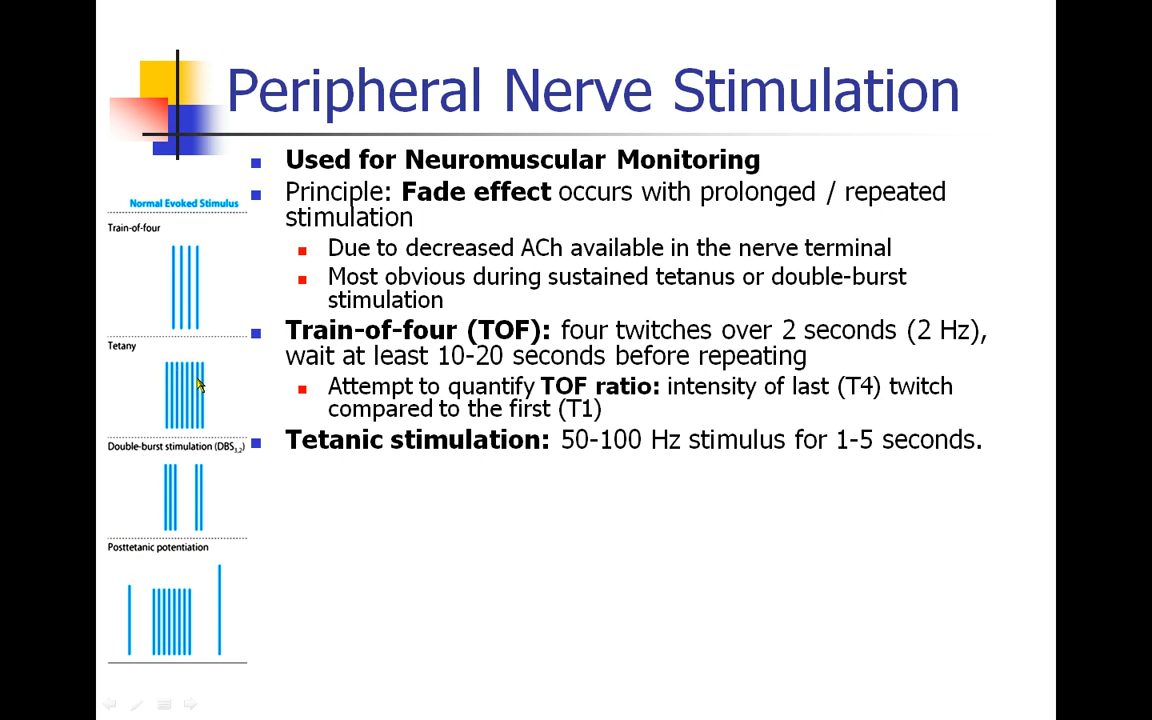 Peripheral Nerve Stimulation
Used for Neuromuscular Monitoring
Principle: Fade effect occurs with prolonged / repeated
stimulation
Due to decreased ACh available in the nerve terminal
Most obvious during sustained tetanus or double-burst
stimulation
Train-of-four (TOF): four twitches over 2 seconds (2 Hz),
wait at least 10-20 seconds before repeating
Attempt to quantify TOF ratio: intensity of last (T4) twitch
compared to the first (T1)
Tetanic stimulation: 50-100 Hz stimulus for 1-5 seconds.
Normal Evoked Stimulus
Train-of-four
Tetany
Double-burst stimulation (DBS3,2)
Posttetanic potentiation